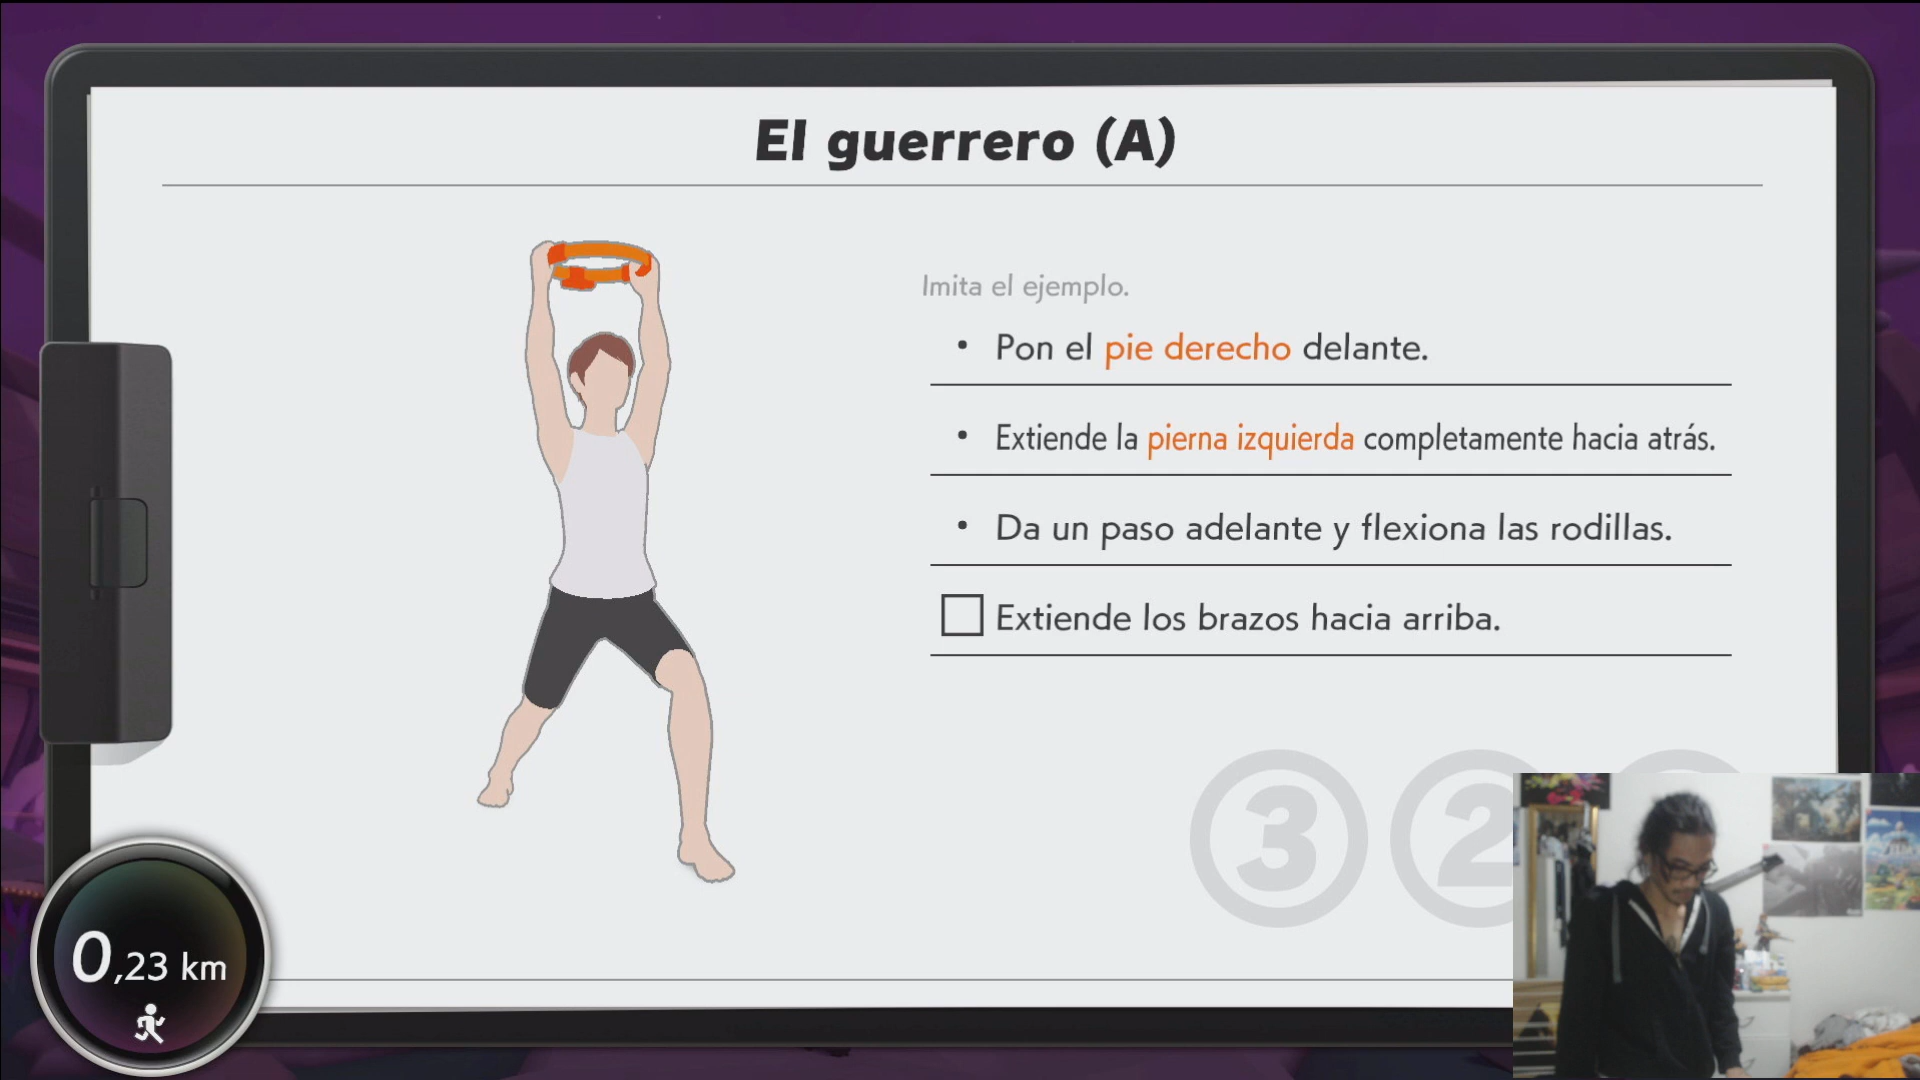 El guerrero (A)
Imita el ejemplo.
• Pon el pie derecho delante.
• Extiende la pierna izquierda completamente hacia atrás.
• Da un paso adelante y flexiona las rodillas.
Extiende los brazos hacia arriba.
3 2
0,23 km